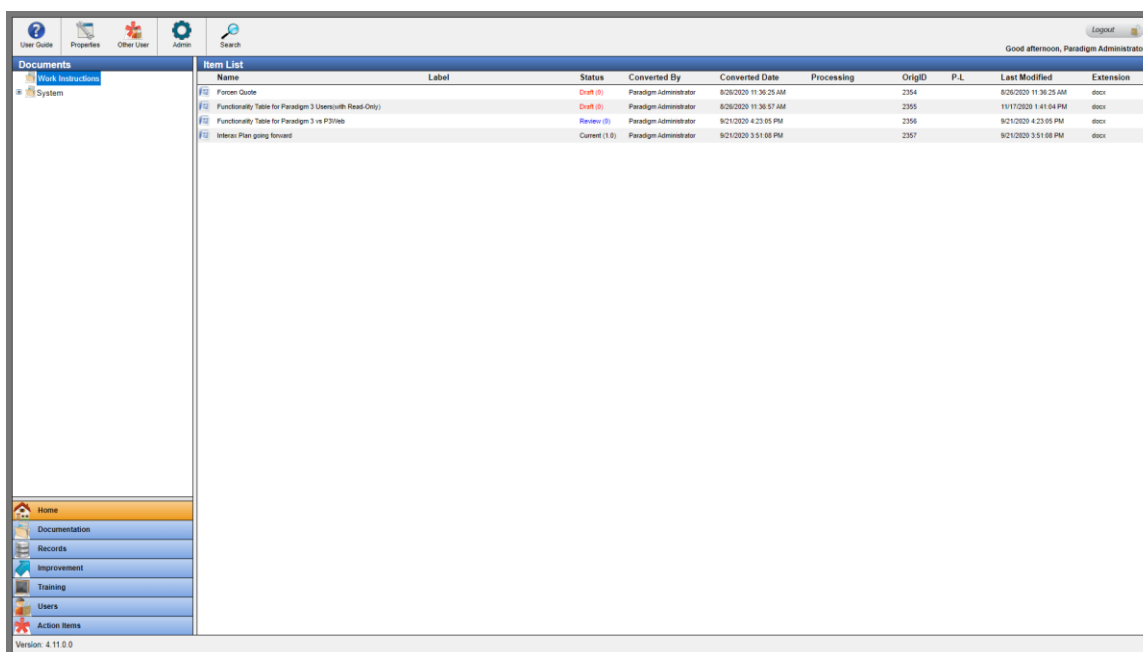 User Guide Properties Other User Admin Search Logout
Good afternoon, Paradigm Administrato
Documents
Work Instructions
System
Item List
Name Label Status Converted By Converted Date Processing OrigID P-L Last Modified Extension
Forcen Quote Draft (0) Paradigm Administrator 8/26/2020 11:36:25 AM 2354 8/26/2020 11:36:25 AM docx
Functionality Table for Paradigm 3 Users(with Read-Only) Draft (0) Paradigm Administrator 8/26/2020 11:36:57 AM 2355 11/17/2020 1:41:04 PM docx
Functionality Table for Paradigm 3 vs P3Web Review (0) Paradigm Administrator 9/21/2020 4:23:05 PM 2356 9/21/2020 4:23:05 PM docx
Interax Plan going forward Current (1.0) Paradigm Administrator 9/21/2020 3:51:08 PM 2357 9/21/2020 3:51:08 PM docx
Home
Documentation
Records
Improvement
Training
Users
Action Items
Version: 4.11.0.0